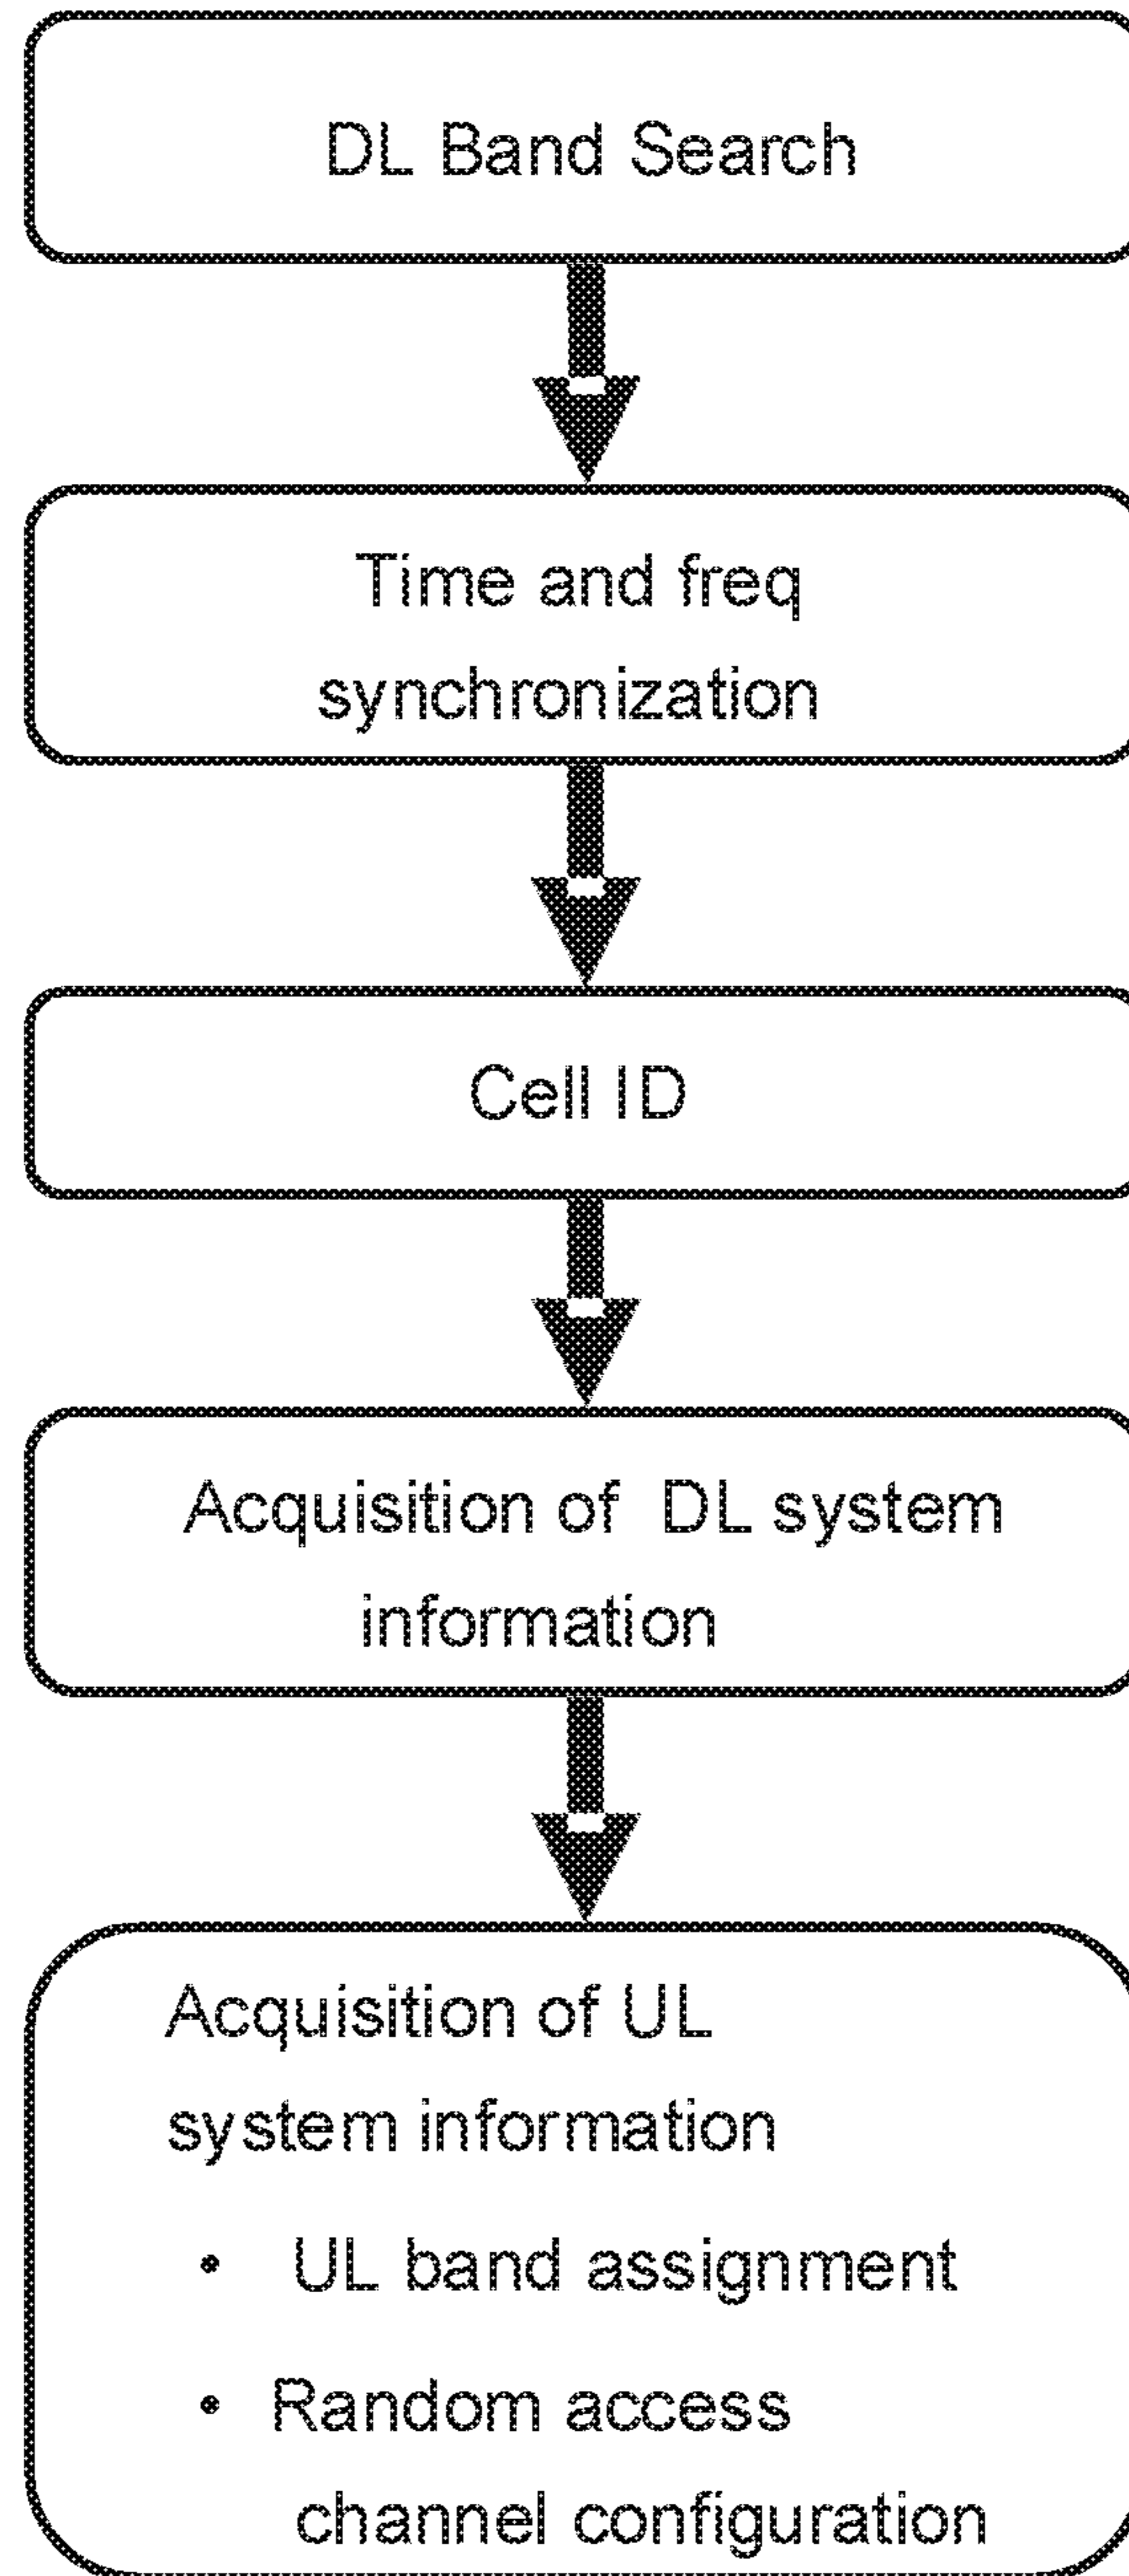 DL Band Search
Time and freq
synchronization
Cell ID
Acquisition of DL system
information
Acquisition of UL
system information
• UL band assignment
• Random access
channel configuration